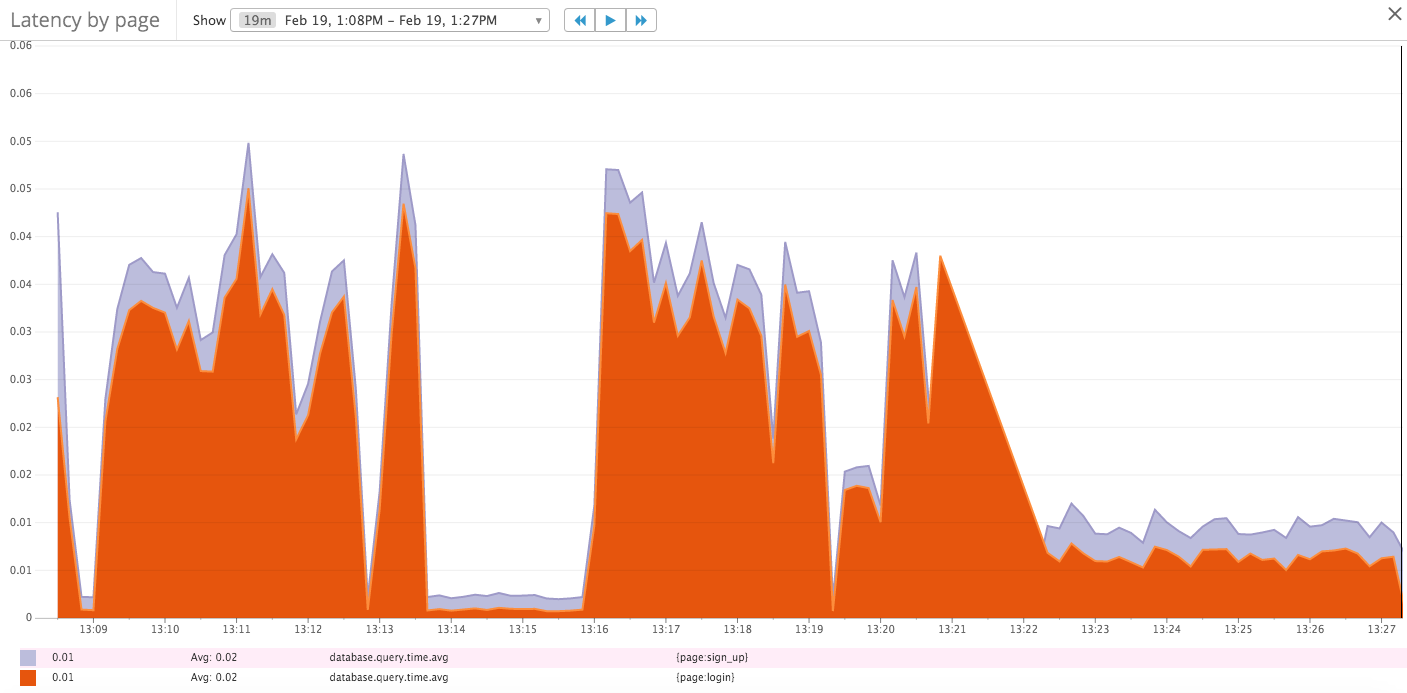 Latency by page
Show 19m Feb 19, 1:08PM – Feb 19, 1:27PM
0.06
0.06
0.05
0.05
0.04
0.04
0.03
0.03
0.02
0.02
0.01
0.01
0
13:09 13:10 13:11 13:12 13:13 13:14 13:15 13:16 13:17 13:18 13:19 13:20 13:21 13:22 13:23 13:24 13:25 13:26 13:27
0.01 Avg: 0.02 database.query.time.avg {page:sign_up}
0.01 Avg: 0.02 database.query.time.avg {page:login}